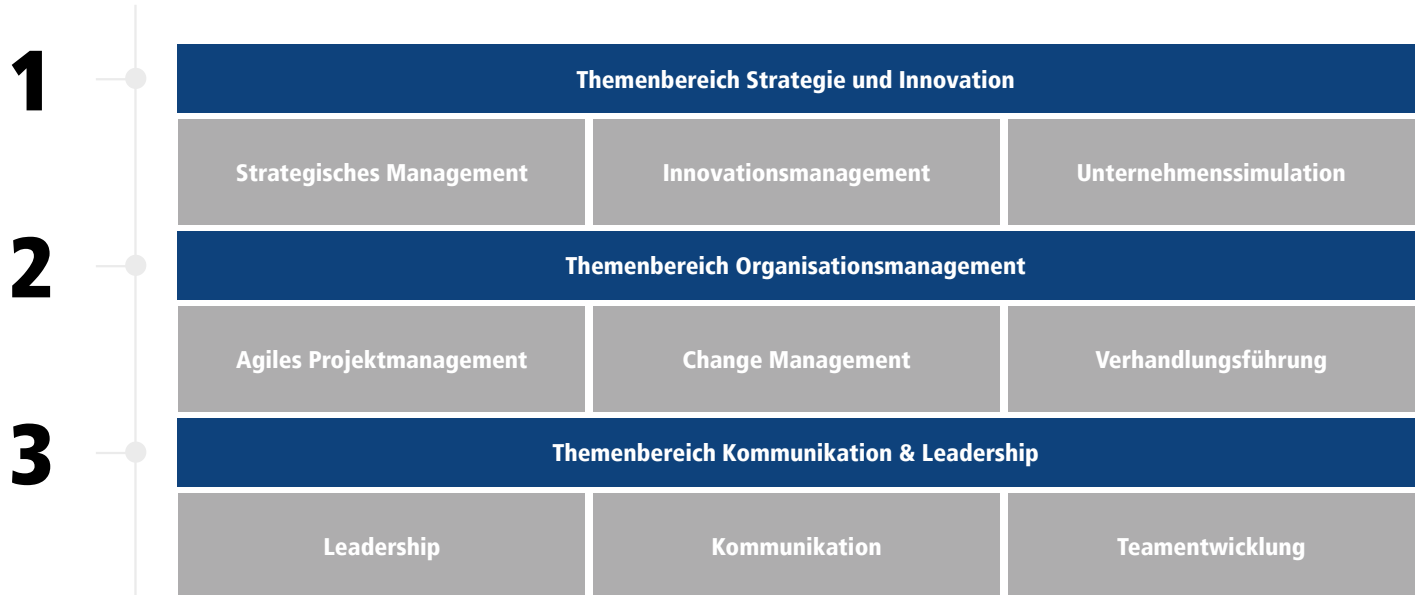 1
Themenbereich Strategie und Innovation
Strategisches Management
Innovationsmanagement
Unternehmenssimulation
2
Themenbereich Organisationsmanagement
Agiles Projektmanagement
Change Management
Verhandlungsführung
3
Themenbereich Kommunikation & Leadership
Leadership
Kommunikation
Teamentwicklung